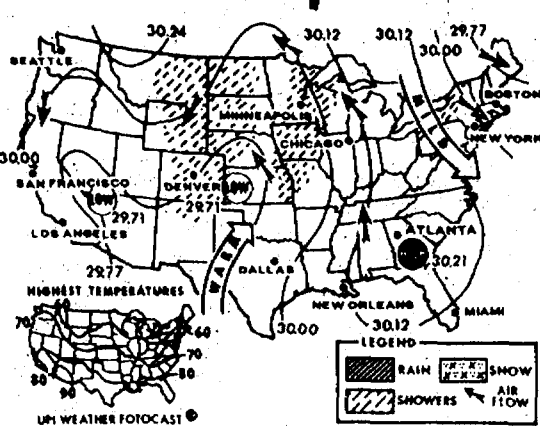 30.24
30.12
30.12
29.77
30.00
SEATTLE
BOSTON
MINNEAPOLIS
NEW YORK
CHICAGO
30.00
SAN FRANCISCO
DENVER
LOW
LOW
29.71
29.71
LOS ANGELES
ATLANTA
30.21
WARM
DALLAS
29.77
HIGHEST TEMPERATURES
NEW ORLEANS
MIAMI
30.00
30.12
60
70
60
70
80
80
90
LEGEND
RAIN
SNOW
SHOWERS
AIR FLOW
UPI WEATHER FOTOCAST ©